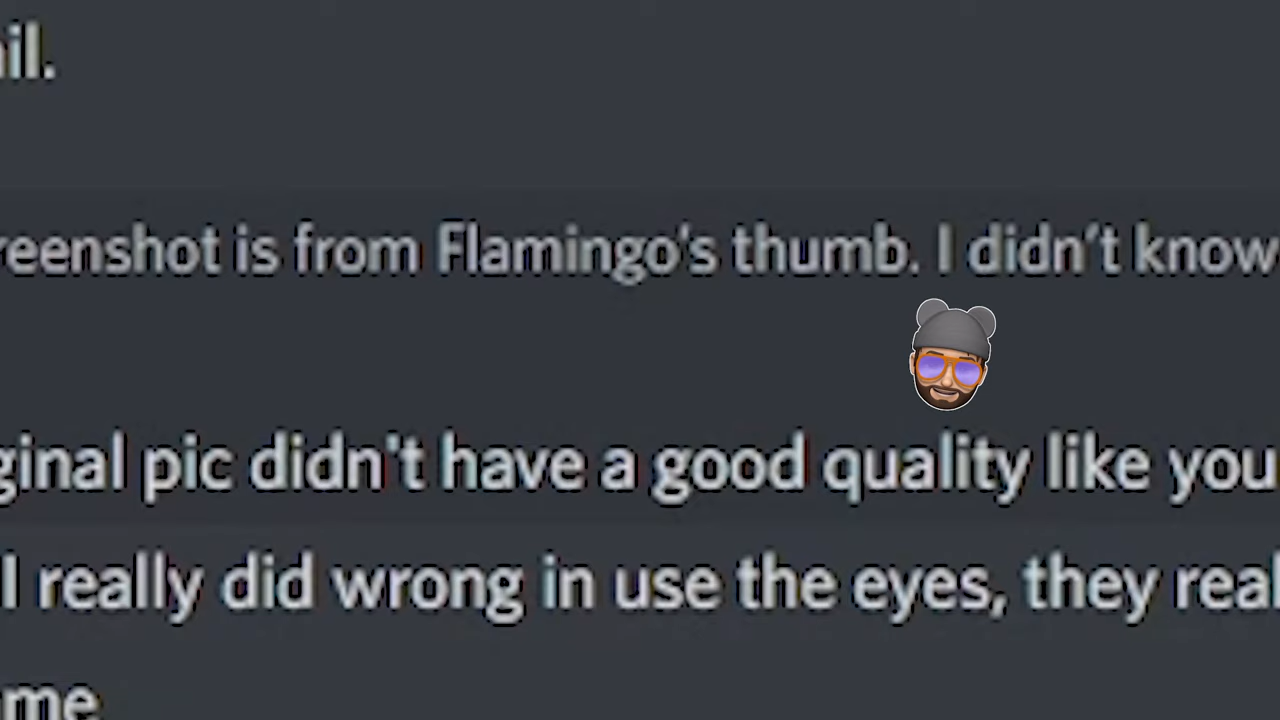 il.
reenshot is from Flamingo's thumb. I didn't know
ginal pic didn't have a good quality like you
I really did wrong in use the eyes, they real
me